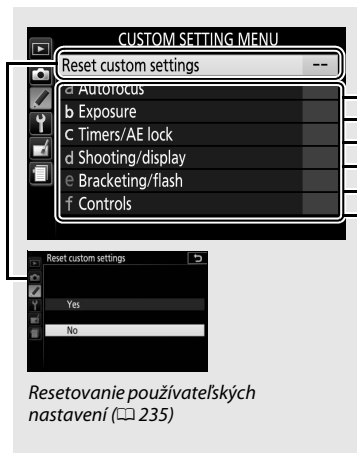 CUSTOM SETTING MENU
Reset custom settings --
a Autofocus
b Exposure
c Timers/AE lock
d Shooting/display
e Bracketing/flash
f Controls
Reset custom settings
Yes
No
Resetovanie používateľských
nastavení (0 235)